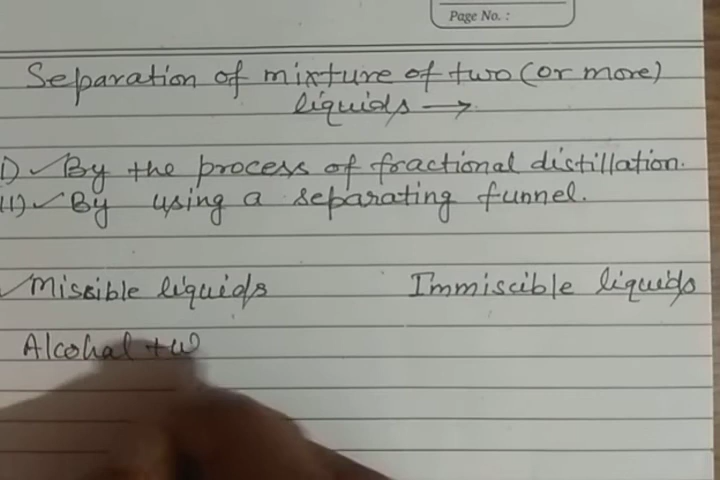 Page No. :
Separation of mixture of two (or more)
liquids →
I) ✓ By the process of fractional distillation.
II) ✓ By using a separating funnel.
✓ Miscible liquids Immiscible liquids
Alcohal + w